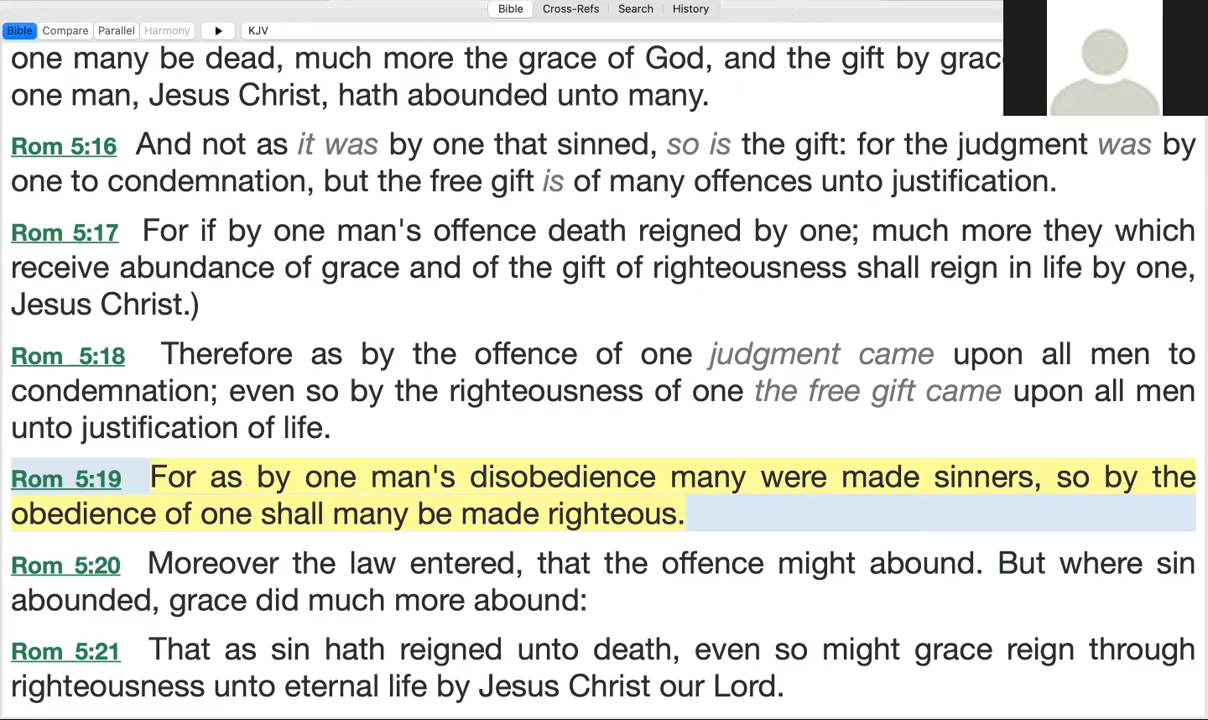 Bible Cross-Refs Search History
Bible Compare Parallel Harmony ▶ KJV
one many be dead, much more the grace of God, and the gift by
one man, Jesus Christ, hath abounded unto many.
Rom 5:16 And not as it was by one that sinned, so is the gift: for the judgment was by
one to condemnation, but the free gift is of many offences unto justification.
Rom 5:17 For if by one man's offence death reigned by one; much more they which
receive abundance of grace and of the gift of righteousness shall reign in life by one,
Jesus Christ.)
Rom 5:18 Therefore as by the offence of one judgment came upon all men to
condemnation; even so by the righteousness of one the free gift came upon all men
unto justification of life.
Rom 5:19 For as by one man's disobedience many were made sinners, so by the
obedience of one shall many be made righteous.
Rom 5:20 Moreover the law entered, that the offence might abound. But where sin
abounded, grace did much more abound:
Rom 5:21 That as sin hath reigned unto death, even so might grace reign through
righteousness unto eternal life by Jesus Christ our Lord.